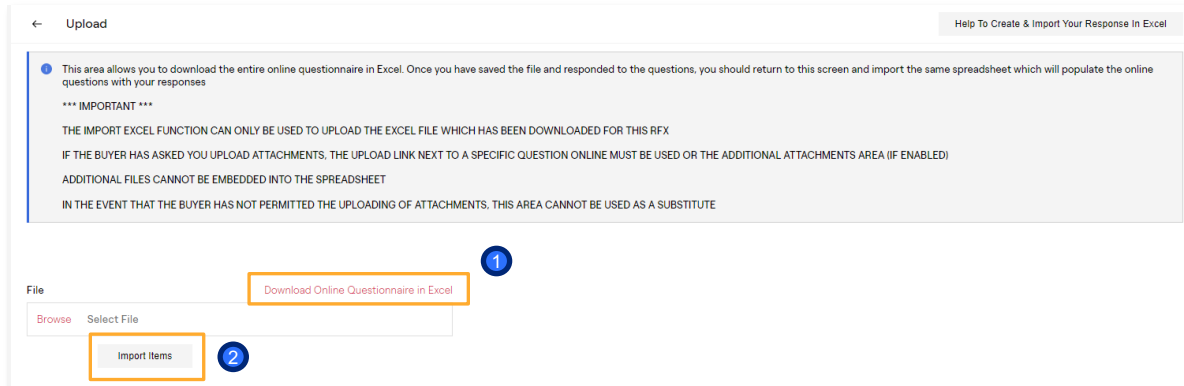 ← Upload
Help To Create & Import Your Response In Excel
This area allows you to download the entire online questionnaire in Excel. Once you have saved the file and responded to the questions, you should return to this screen and import the same spreadsheet which will populate the online
questions with your responses
*** IMPORTANT ***
THE IMPORT EXCEL FUNCTION CAN ONLY BE USED TO UPLOAD THE EXCEL FILE WHICH HAS BEEN DOWNLOADED FOR THIS RFX
IF THE BUYER HAS ASKED YOU UPLOAD ATTACHMENTS, THE UPLOAD LINK NEXT TO A SPECIFIC QUESTION ONLINE MUST BE USED OR THE ADDITIONAL ATTACHMENTS AREA (IF ENABLED)
ADDITIONAL FILES CANNOT BE EMBEDDED INTO THE SPREADSHEET
IN THE EVENT THAT THE BUYER HAS NOT PERMITTED THE UPLOADING OF ATTACHMENTS, THIS AREA CANNOT BE USED AS A SUBSTITUTE
1
File
Download Online Questionnaire in Excel
Browse Select File
Import Items
2